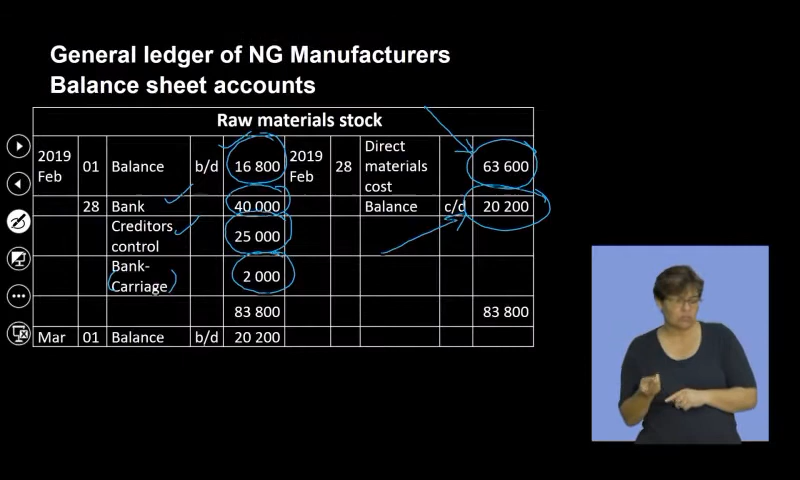 General ledger of NG Manufacturers
Balance sheet accounts
Raw materials stock
2019 Feb 01 Balance b/d 16 800 2019 Feb 28 Direct materials cost 63 600
28 Bank 40 000 Balance c/d 20 200
Creditors control 25 000
Bank- Carriage 2 000
83 800 83 800
Mar 01 Balance b/d 20 200